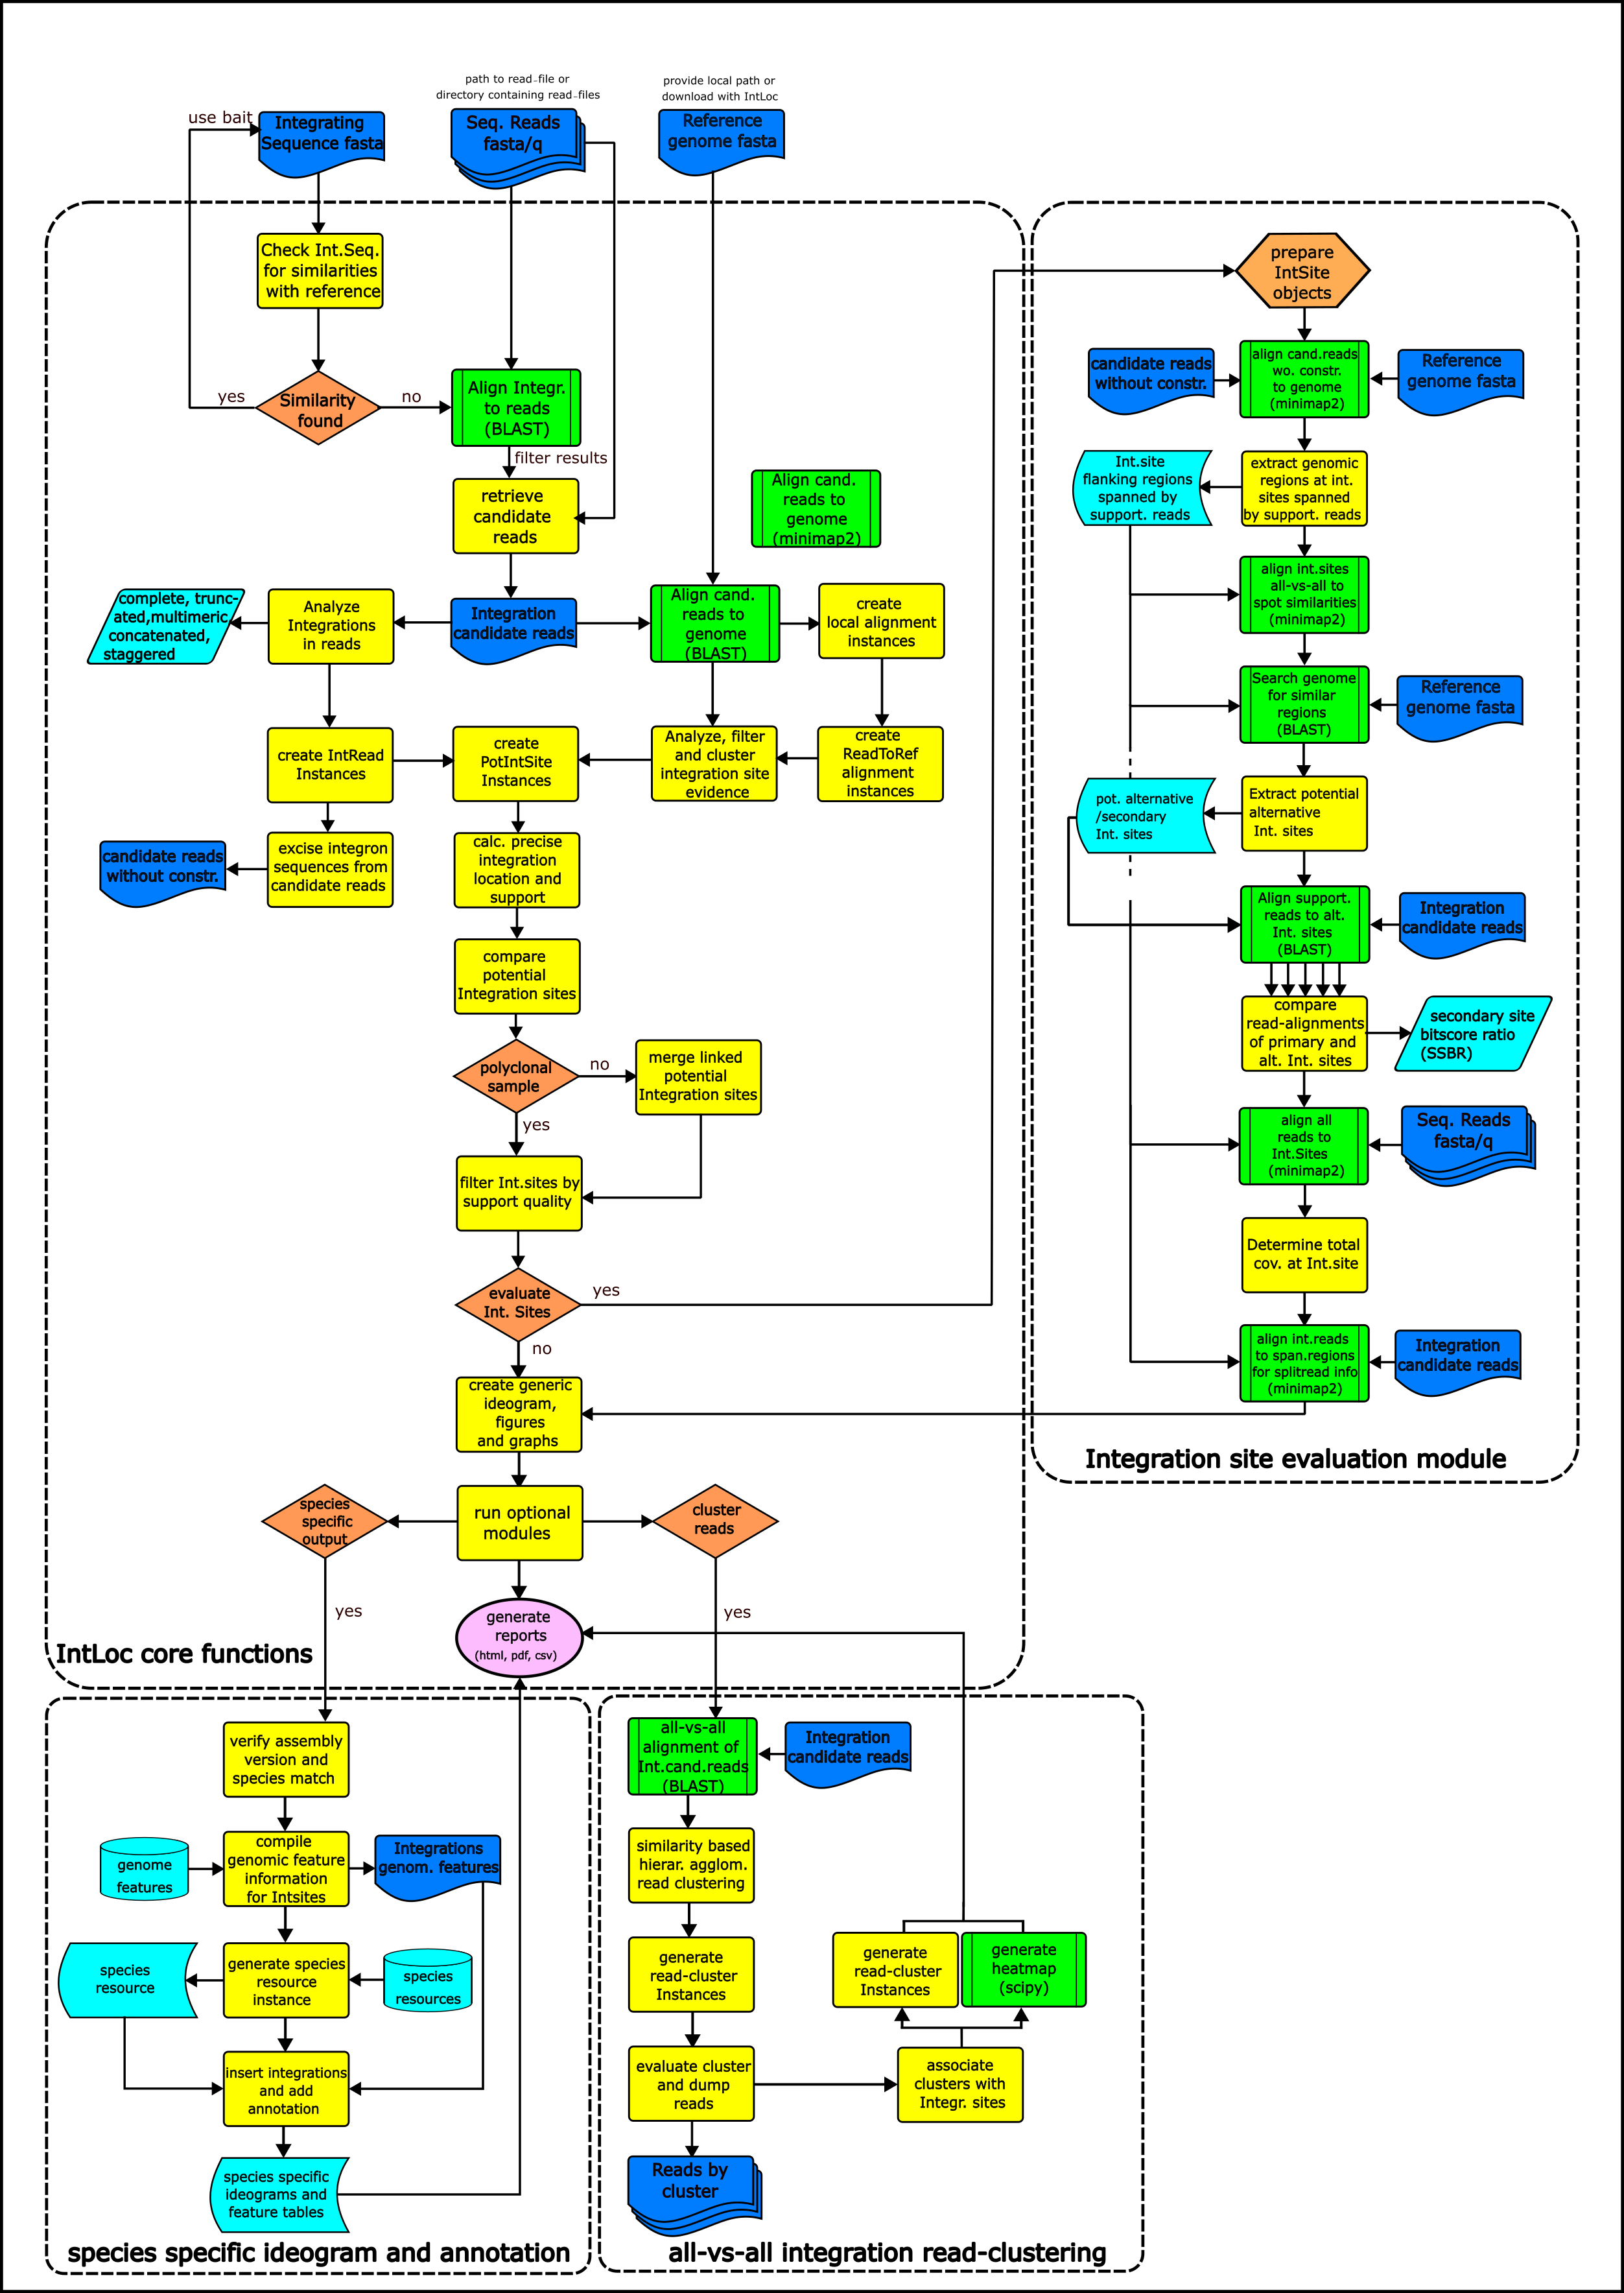 path to read-file or
directory containing read-files
provide local path or
download with IntLoc
use bait
Integrating
Sequence fasta
Seq. Reads
fasta/q
Reference
genome fasta
Check Int.Seq.
for similarities
with reference
yes
Similarity
found
no
Align Integr.
to reads
(BLAST)
filter results
retrieve
candidate
reads
Align cand.
reads to
genome
(minimap2)
complete, trunc-
ated,multimeric
concatenated,
staggered
Analyze
Integrations
in reads
Integration
candidate reads
Align cand.
reads to
genome
(BLAST)
create
local alignment
instances
create IntRead
Instances
create
PotIntSite
Instances
Analyze, filter
and cluster
integration site
evidence
create
ReadToRef
alignment
instances
candidate reads
without constr.
excise integron
sequences from
candidate reads
calc. precise
integration
location and
support
compare
potential
Integration sites
polyclonal
sample
no
merge linked
potential
Integration sites
yes
filter Int.sites by
support quality
evaluate
Int. Sites
yes
no
create generic
ideogram,
figures
and graphs
species
specific
output
run optional
modules
cluster
reads
yes
generate
reports
(html, pdf, csv)
yes
IntLoc core functions
prepare
IntSite
objects
candidate reads
without constr.
align cand.reads
wo. constr.
to genome
(minimap2)
Reference
genome fasta
Int.site
flanking regions
spanned by
support. reads
extract genomic
regions at int.
sites spanned
by support. reads
align int.sites
all-vs-all to
spot similarities
(minimap2)
Search genome
for similar
regions
(BLAST)
Reference
genome fasta
pot. alternative
/secondary
Int. sites
Extract potential
alternative
Int. sites
Align support.
reads to alt.
Int. sites
(BLAST)
Integration
candidate reads
compare
read-alignments
of primary and
alt. Int. sites
secondary site
bitscore ratio
(SSBR)
align all
reads to
Int.Sites
(minimap2)
Seq. Reads
fasta/q
Determine total
cov. at Int.site
align int.reads
to span.regions
for splitread info
(minimap2)
Integration
candidate reads
Integration site evaluation module
verify assembly
version and
species match
genome
features
compile
genomic feature
information
for Intsites
Integrations
genom. features
species
resource
generate species
resource
instance
species
resources
insert integrations
and add
annotation
species specific
ideograms and
feature tables
species specific ideogram and annotation
all-vs-all
alignment of
Int.cand.reads
(BLAST)
Integration
candidate reads
similarity based
hierar. agglom.
read clustering
generate
read-cluster
Instances
generate
read-cluster
Instances
generate
heatmap
(scipy)
evaluate cluster
and dump
reads
associate
clusters with
Integr. sites
Reads by
cluster
all-vs-all integration read-clustering